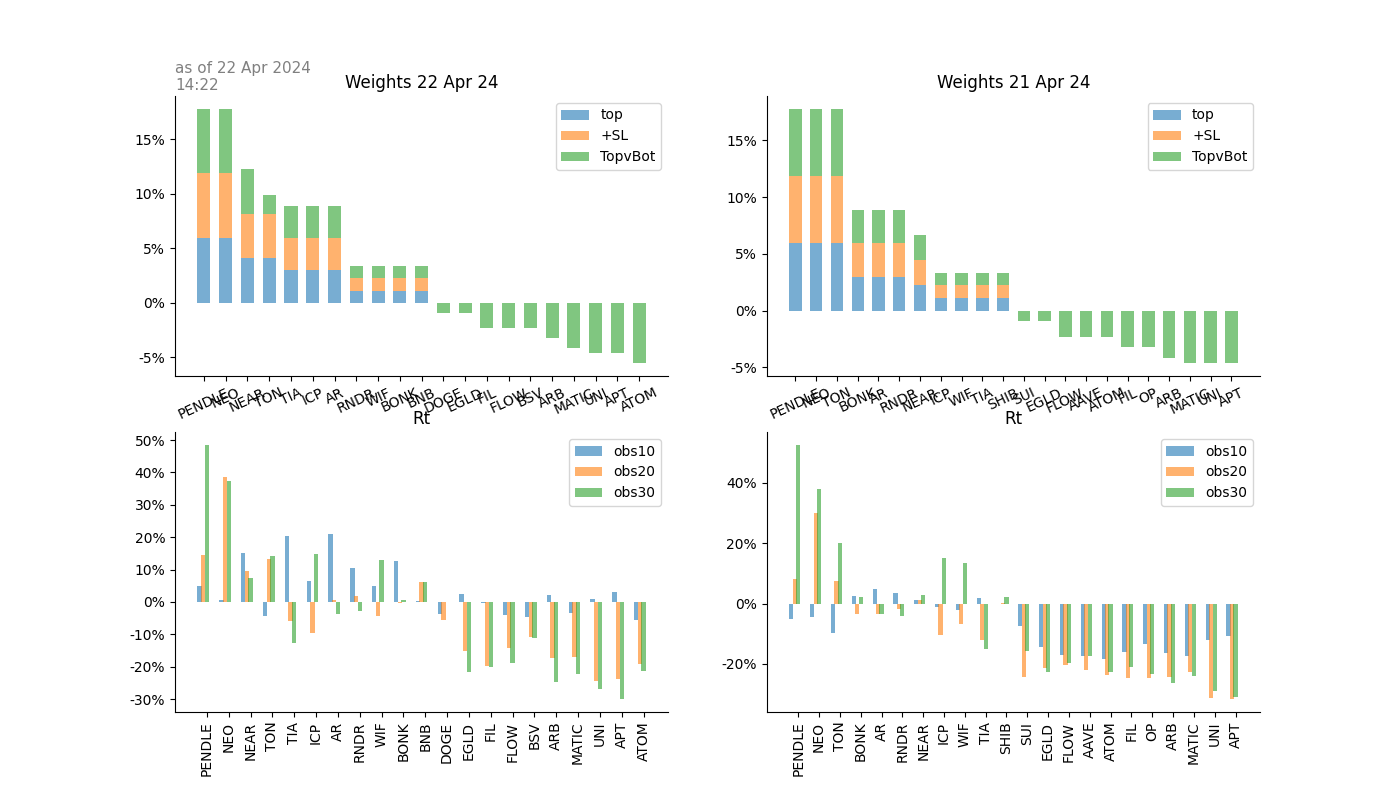 as of 22 Apr 2024
14:22
Weights 22 Apr 24
top
+SL
TopvBot
15%
10%
5%
0%
-5%
PENDLE
NEO
NEAR
TON
TIA
ICP
AR
RNDR
WIF
BONK
BNB
DOGE
EGLD
FIL
FLOW
BSV
ARB
MATIC
UNI
APT
ATOM
Weights 21 Apr 24
top
+SL
TopvBot
15%
10%
5%
0%
-5%
PENDLE
NEO
TON
BONK
AR
RNDR
NEAR
ICP
WIF
TIA
SHIB
SUI
EGLD
FLOW
AAVE
ATOM
FIL
OP
ARB
MATIC
UNI
APT
Rt
obs10
obs20
obs30
50%
40%
30%
20%
10%
0%
-10%
-20%
-30%
PENDLE
NEO
NEAR
TON
TIA
ICP
AR
RNDR
WIF
BONK
BNB
DOGE
EGLD
FIL
FLOW
BSV
ARB
MATIC
UNI
APT
ATOM
Rt
obs10
obs20
obs30
40%
20%
0%
-20%
PENDLE
NEO
TON
BONK
AR
RNDR
NEAR
ICP
WIF
TIA
SHIB
SUI
EGLD
FLOW
AAVE
ATOM
FIL
OP
ARB
MATIC
UNI
APT